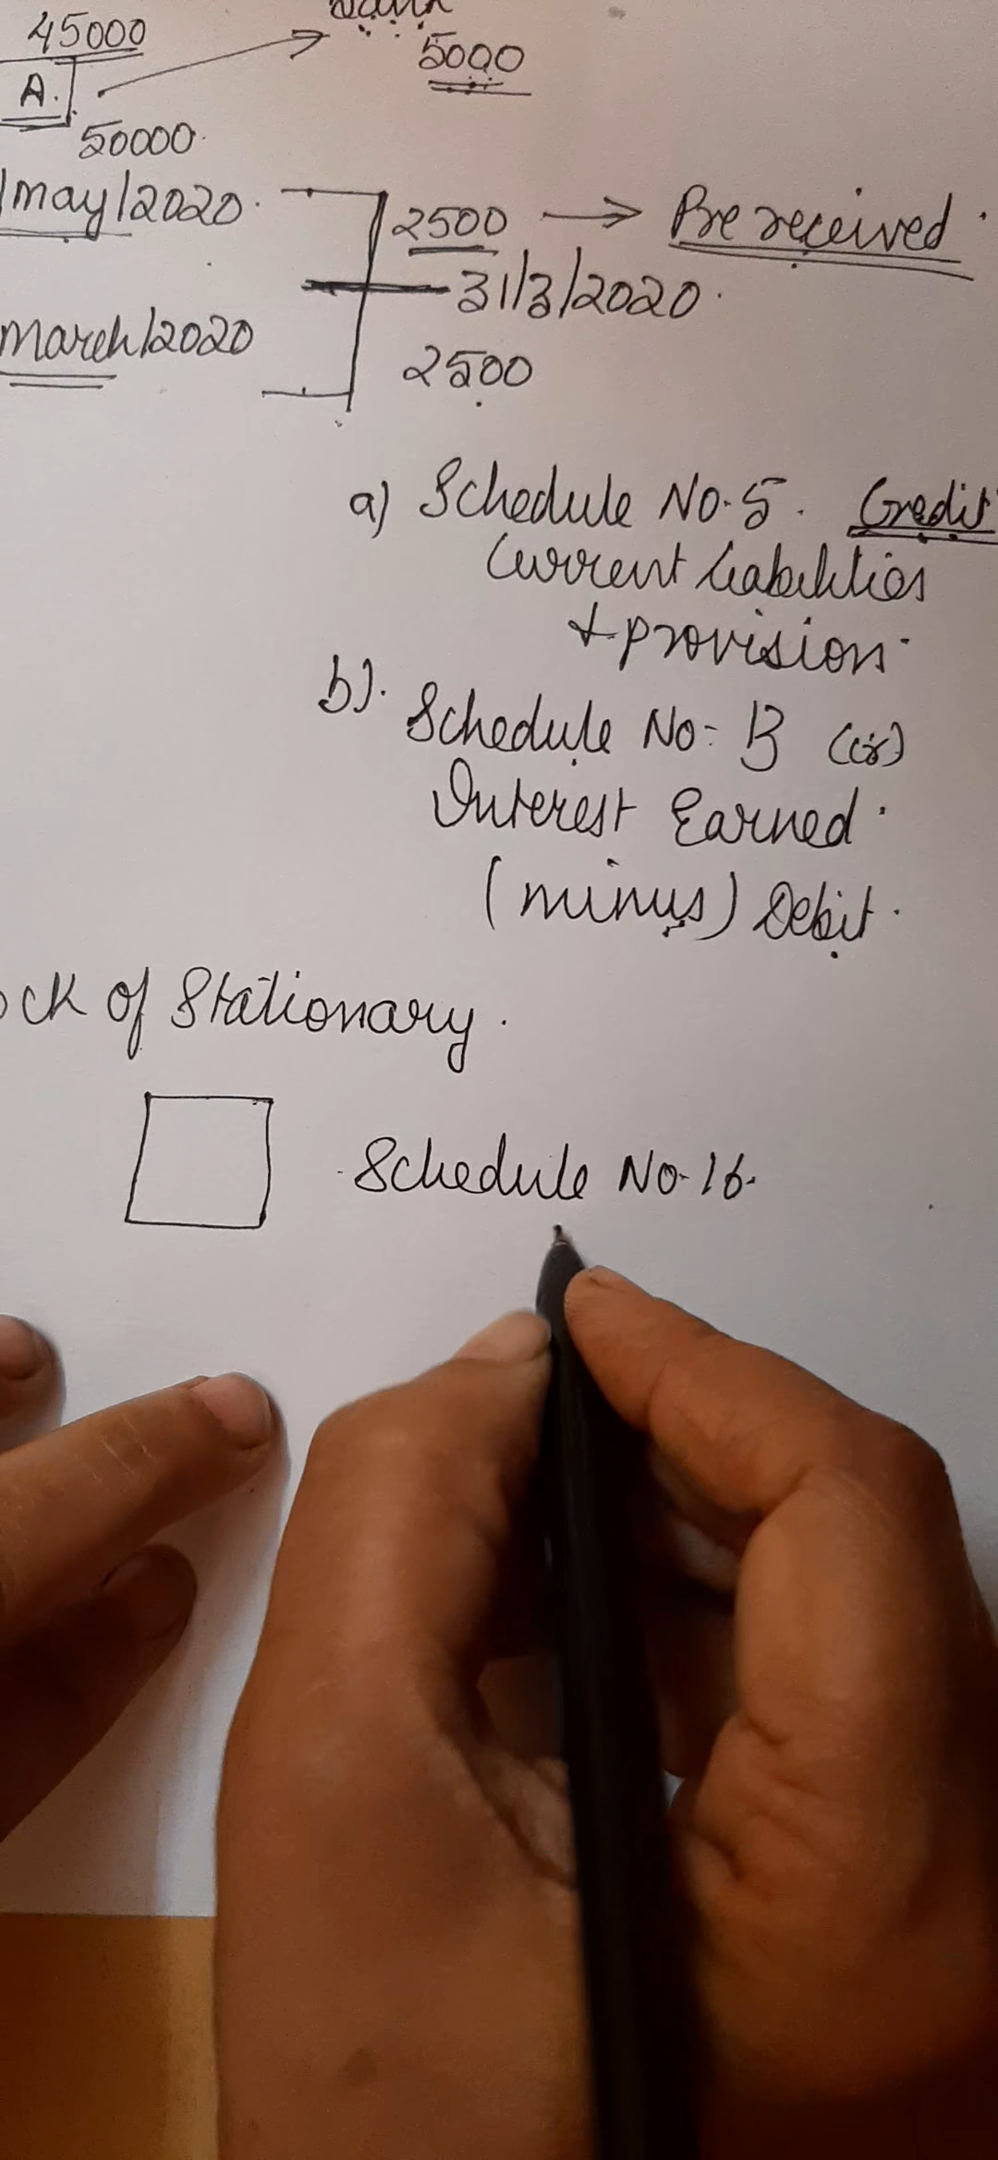 45000
5000
A.
50000.
/may/2020.
2500 → Pre received.
31/3/2020.
march/2020
2500
a) Schedule No. 5. Credit
Current liabilities
+ provision.
b). Schedule No- 13 (or)
Interest Earned.
(minus) Debit.
ock of Stationary.
Schedule No. 16.